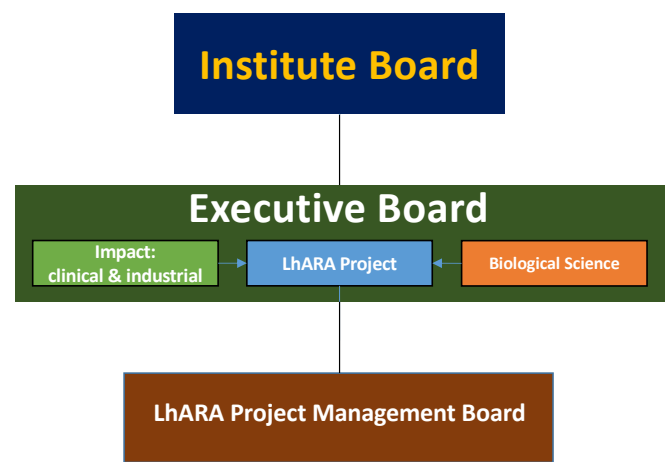 Institute Board
Executive Board
Impact:
clinical & industrial
LhARA Project
Biological Science
LhARA Project Management Board